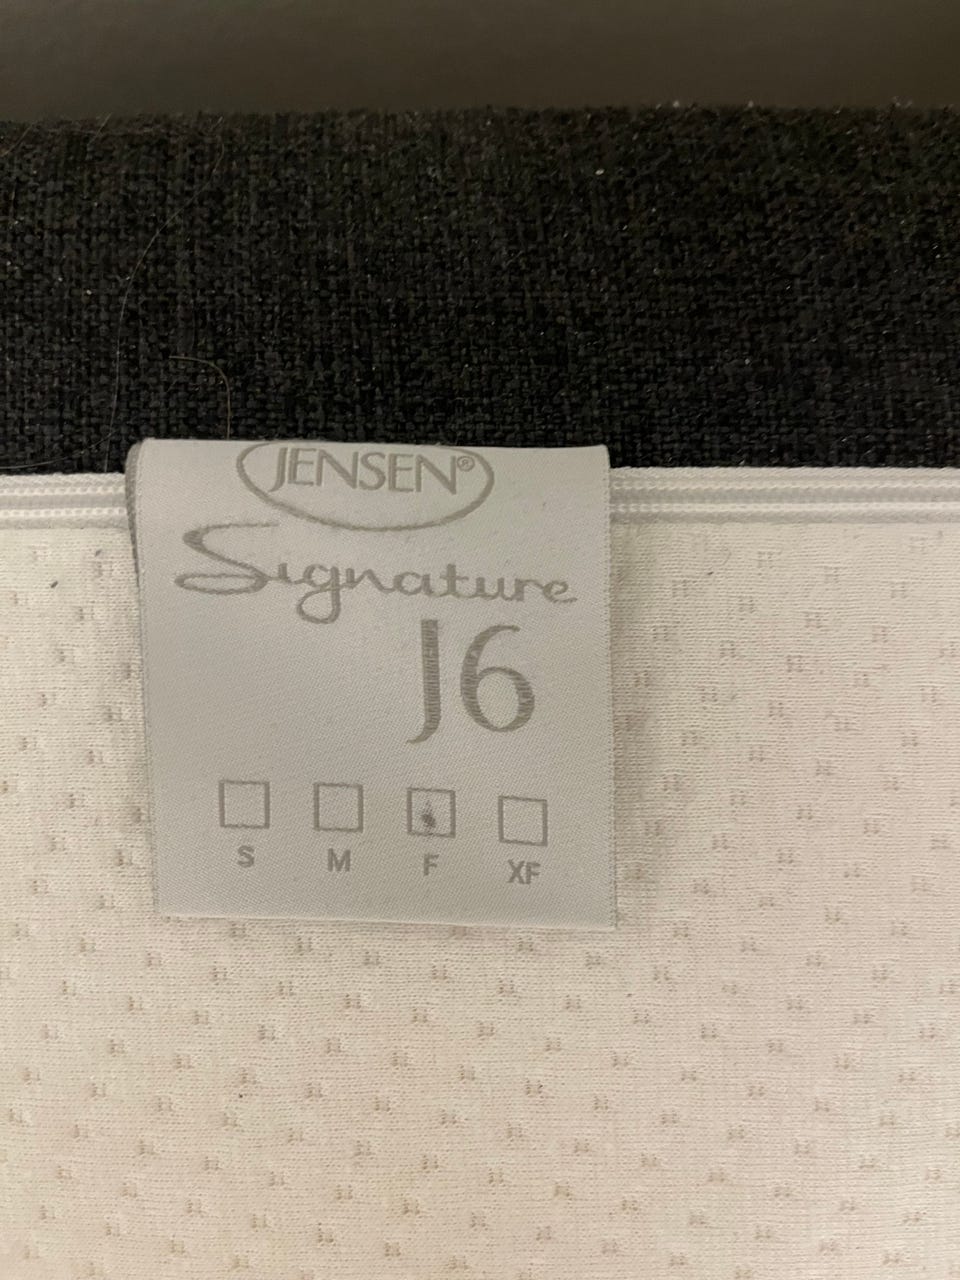 JENSEN®
Signature
J6
S M F XF